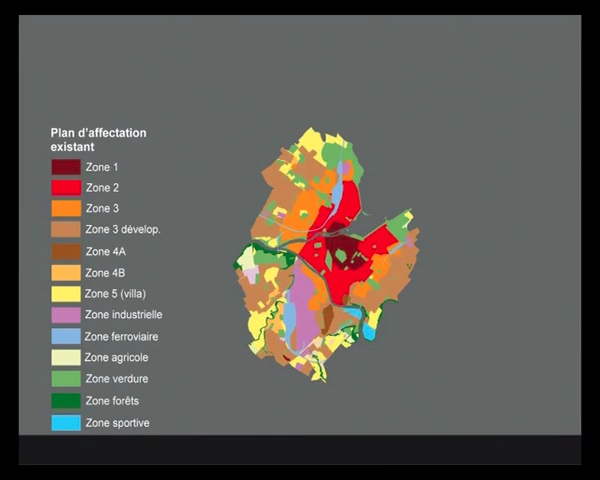 Plan d’affectation
existant
Zone 1
Zone 2
Zone 3
Zone 3 dévelop.
Zone 4A
Zone 4B
Zone 5 (villa)
Zone industrielle
Zone ferroviaire
Zone agricole
Zone verdure
Zone forêts
Zone sportive